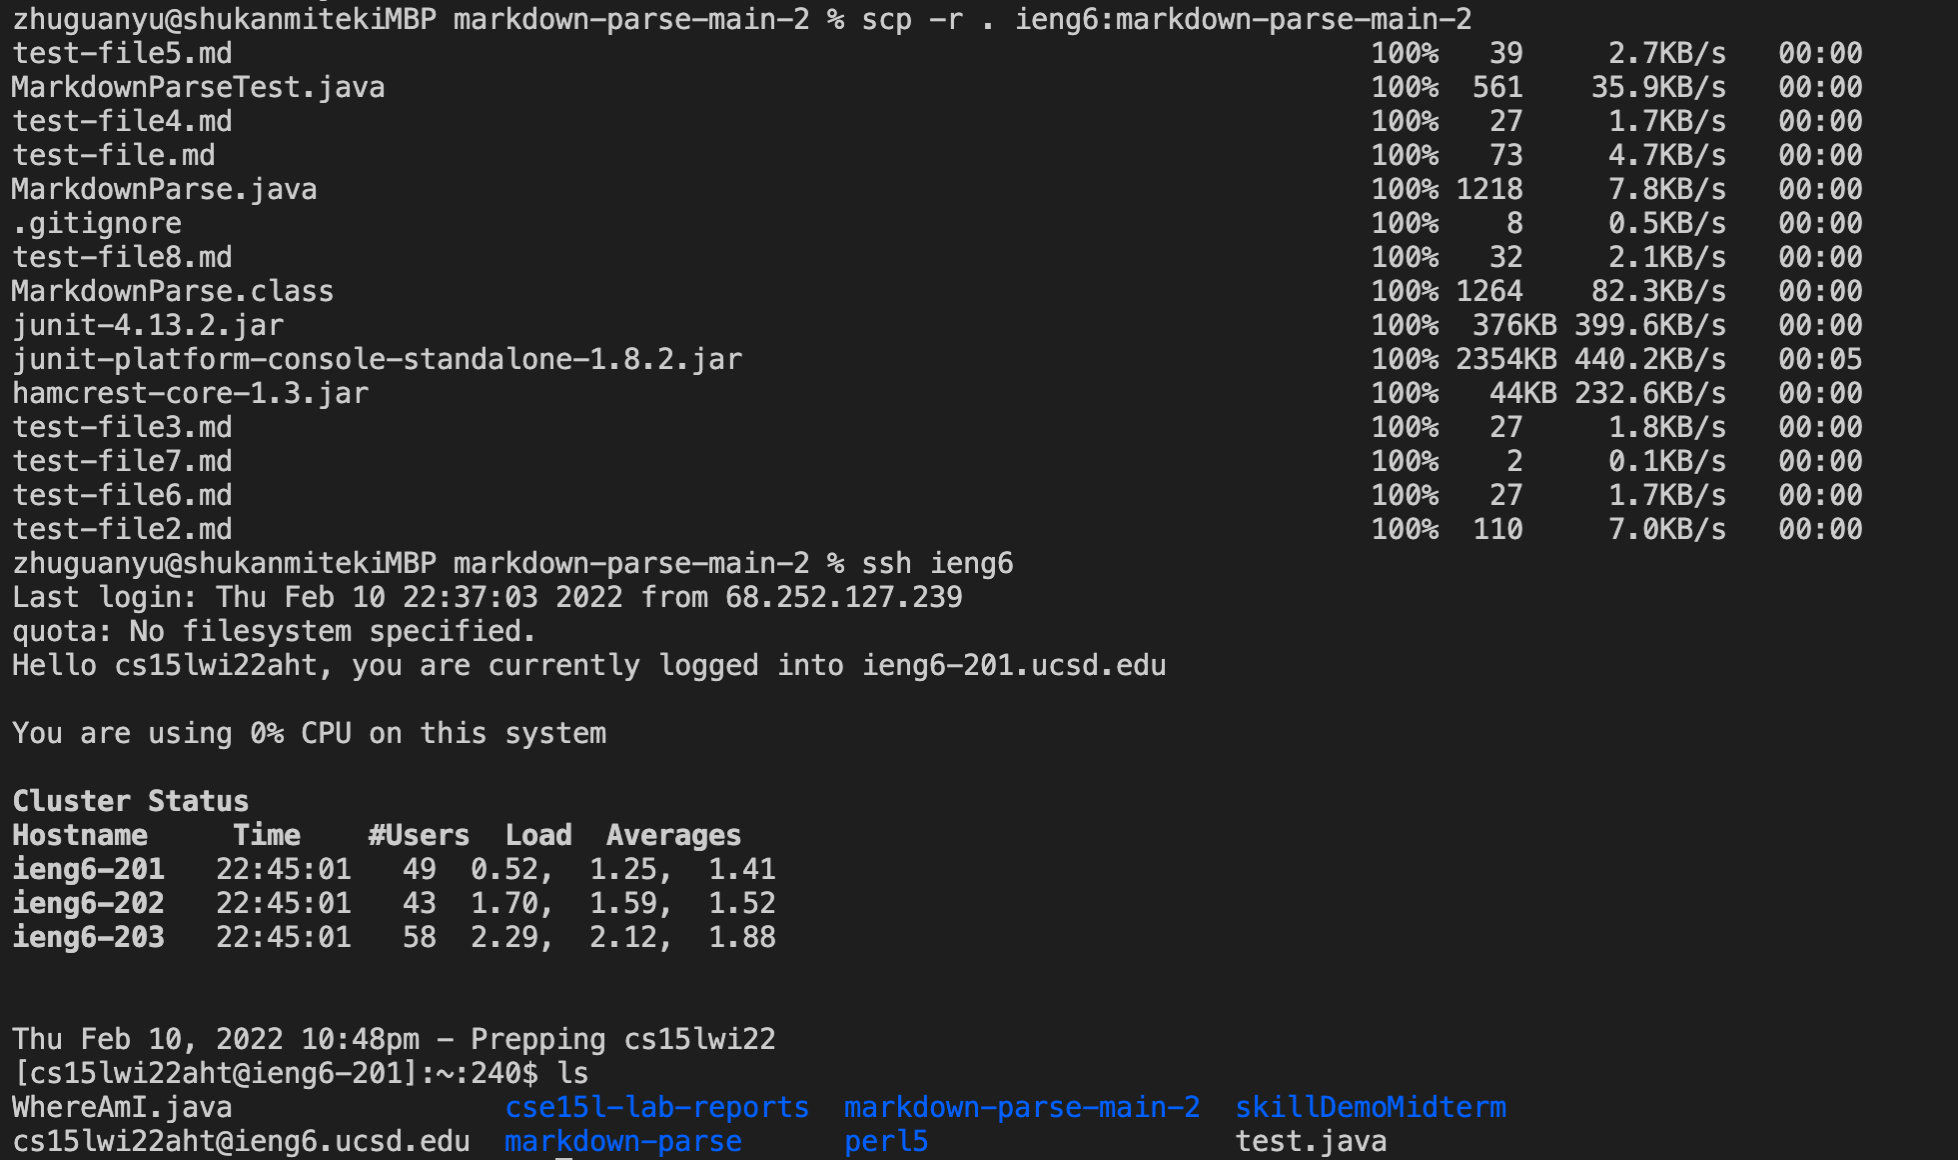 zhuguanyu@shukanmitekiMBP markdown-parse-main-2 % scp -r . ieng6:markdown-parse-main-2
test-file5.md 100% 39 2.7KB/s 00:00
MarkdownParseTest.java 100% 561 35.9KB/s 00:00
test-file4.md 100% 27 1.7KB/s 00:00
test-file.md 100% 73 4.7KB/s 00:00
MarkdownParse.java 100% 1218 7.8KB/s 00:00
.gitignore 100% 8 0.5KB/s 00:00
test-file8.md 100% 32 2.1KB/s 00:00
MarkdownParse.class 100% 1264 82.3KB/s 00:00
junit-4.13.2.jar 100% 376KB 399.6KB/s 00:00
junit-platform-console-standalone-1.8.2.jar 100% 2354KB 440.2KB/s 00:05
hamcrest-core-1.3.jar 100% 44KB 232.6KB/s 00:00
test-file3.md 100% 27 1.8KB/s 00:00
test-file7.md 100% 2 0.1KB/s 00:00
test-file6.md 100% 27 1.7KB/s 00:00
test-file2.md 100% 110 7.0KB/s 00:00
zhuguanyu@shukanmitekiMBP markdown-parse-main-2 % ssh ieng6
Last login: Thu Feb 10 22:37:03 2022 from 68.252.127.239
quota: No filesystem specified.
Hello cs15lwi22aht, you are currently logged into ieng6-201.ucsd.edu
You are using 0% CPU on this system
Cluster Status
Hostname Time #Users Load Averages
ieng6-201 22:45:01 49 0.52, 1.25, 1.41
ieng6-202 22:45:01 43 1.70, 1.59, 1.52
ieng6-203 22:45:01 58 2.29, 2.12, 1.88
Thu Feb 10, 2022 10:48pm - Prepping cs15lwi22
[cs15lwi22aht@ieng6-201]:~:240$ ls
WhereAmI.java cse15l-lab-reports markdown-parse-main-2 skillDemoMidterm
cs15lwi22aht@ieng6.ucsd.edu markdown-parse perl5 test.java